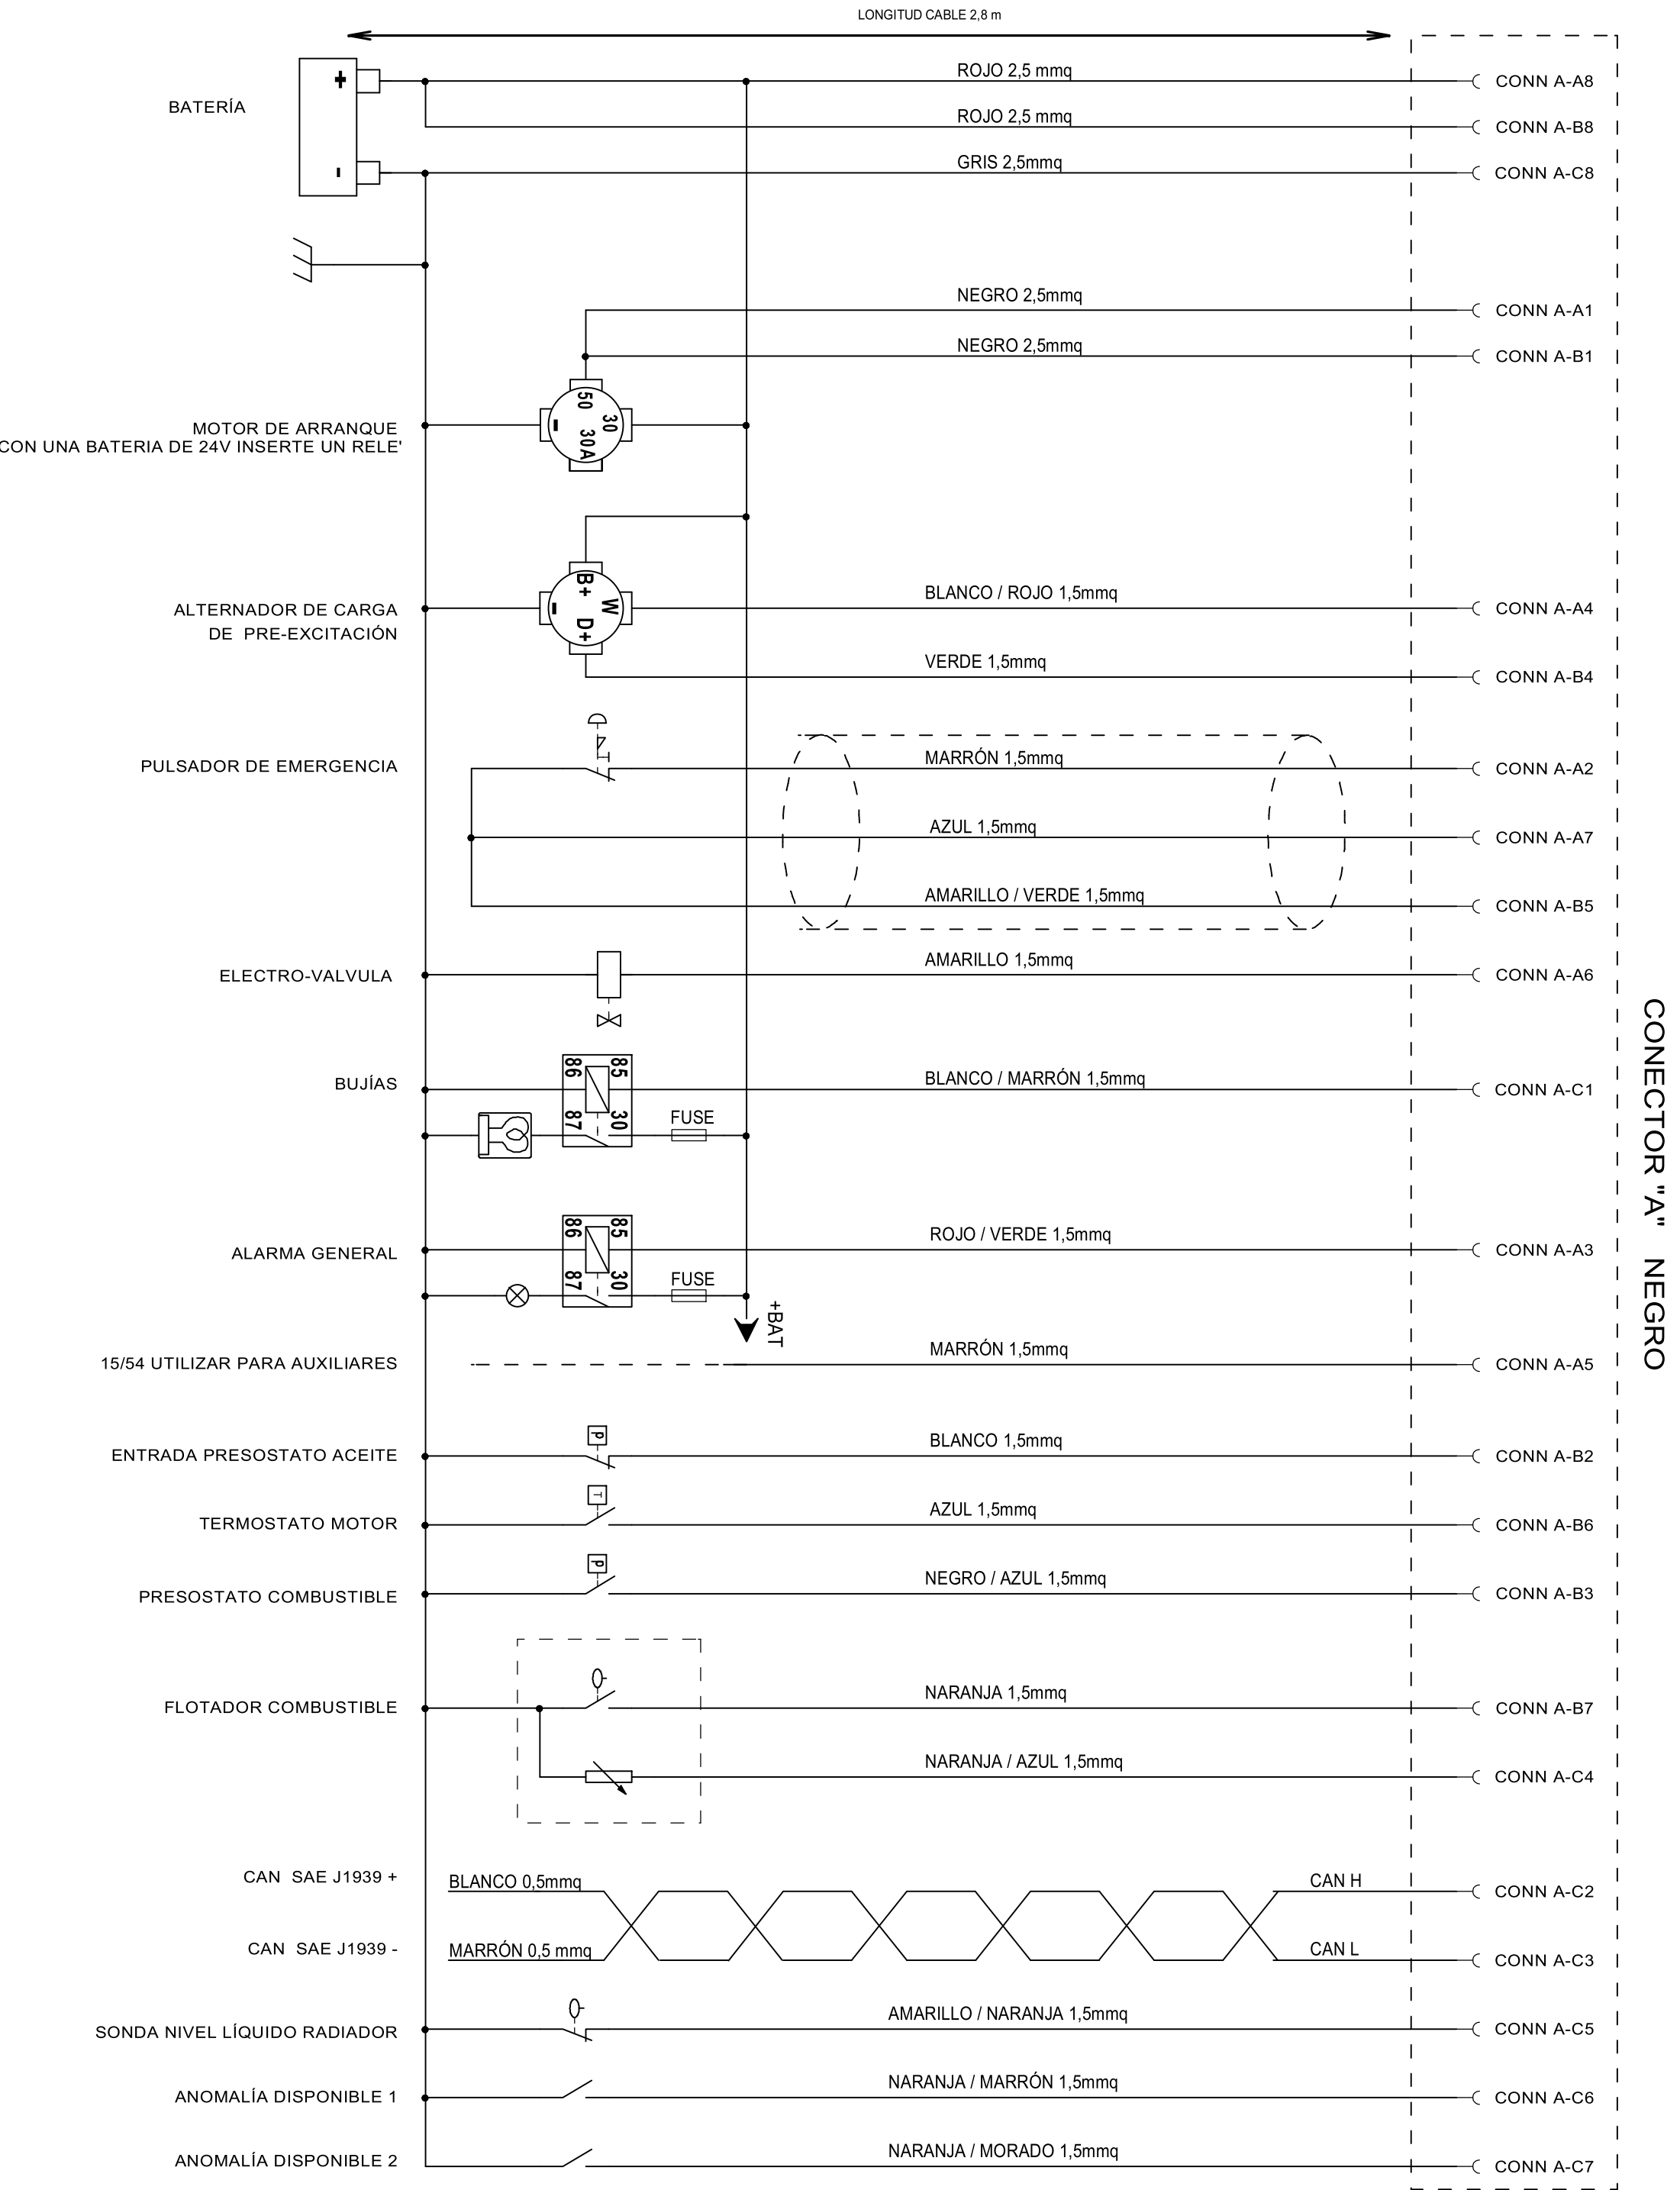 LONGITUD CABLE 2,8 m
BATERÍA
+
-
ROJO 2,5 mmq
CONN A-A8
ROJO 2,5 mmq
CONN A-B8
GRIS 2,5mmq
CONN A-C8
NEGRO 2,5mmq
CONN A-A1
NEGRO 2,5mmq
CONN A-B1
MOTOR DE ARRANQUE
CON UNA BATERIA DE 24V INSERTE UN RELE'
50
30
30A
-
ALTERNADOR DE CARGA
DE PRE-EXCITACIÓN
B+
W
D+
-
BLANCO / ROJO 1,5mmq
CONN A-A4
VERDE 1,5mmq
CONN A-B4
PULSADOR DE EMERGENCIA
MARRÓN 1,5mmq
CONN A-A2
AZUL 1,5mmq
CONN A-A7
AMARILLO / VERDE 1,5mmq
CONN A-B5
ELECTRO-VALVULA
AMARILLO 1,5mmq
CONN A-A6
BUJÍAS
86
85
87
30
FUSE
BLANCO / MARRÓN 1,5mmq
CONN A-C1
ALARMA GENERAL
86
85
87
30
FUSE
ROJO / VERDE 1,5mmq
CONN A-A3
+BAT
15/54 UTILIZAR PARA AUXILIARES
MARRÓN 1,5mmq
CONN A-A5
ENTRADA PRESOSTATO ACEITE
P
BLANCO 1,5mmq
CONN A-B2
TERMOSTATO MOTOR
T
AZUL 1,5mmq
CONN A-B6
PRESOSTATO COMBUSTIBLE
P
NEGRO / AZUL 1,5mmq
CONN A-B3
FLOTADOR COMBUSTIBLE
NARANJA 1,5mmq
CONN A-B7
NARANJA / AZUL 1,5mmq
CONN A-C4
CAN SAE J1939 +
BLANCO 0,5mmq
CAN H
CONN A-C2
CAN SAE J1939 -
MARRÓN 0,5 mmq
CAN L
CONN A-C3
SONDA NIVEL LÍQUIDO RADIADOR
AMARILLO / NARANJA 1,5mmq
CONN A-C5
ANOMALÍA DISPONIBLE 1
NARANJA / MARRÓN 1,5mmq
CONN A-C6
ANOMALÍA DISPONIBLE 2
NARANJA / MORADO 1,5mmq
CONN A-C7
CONECTOR "A" NEGRO